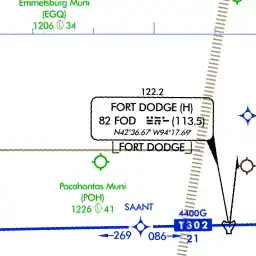 Emmetsburg Muni
(EGQ)
1206 Ⓛ 34
122.2
FORT DODGE (H)
82 FOD (113.5)
N42°36.67' W94°17.69'
FORT DODGE
Pocahontas Muni
(POH)
1226 Ⓛ 41
SAANT
4400G
T302
269 086 21